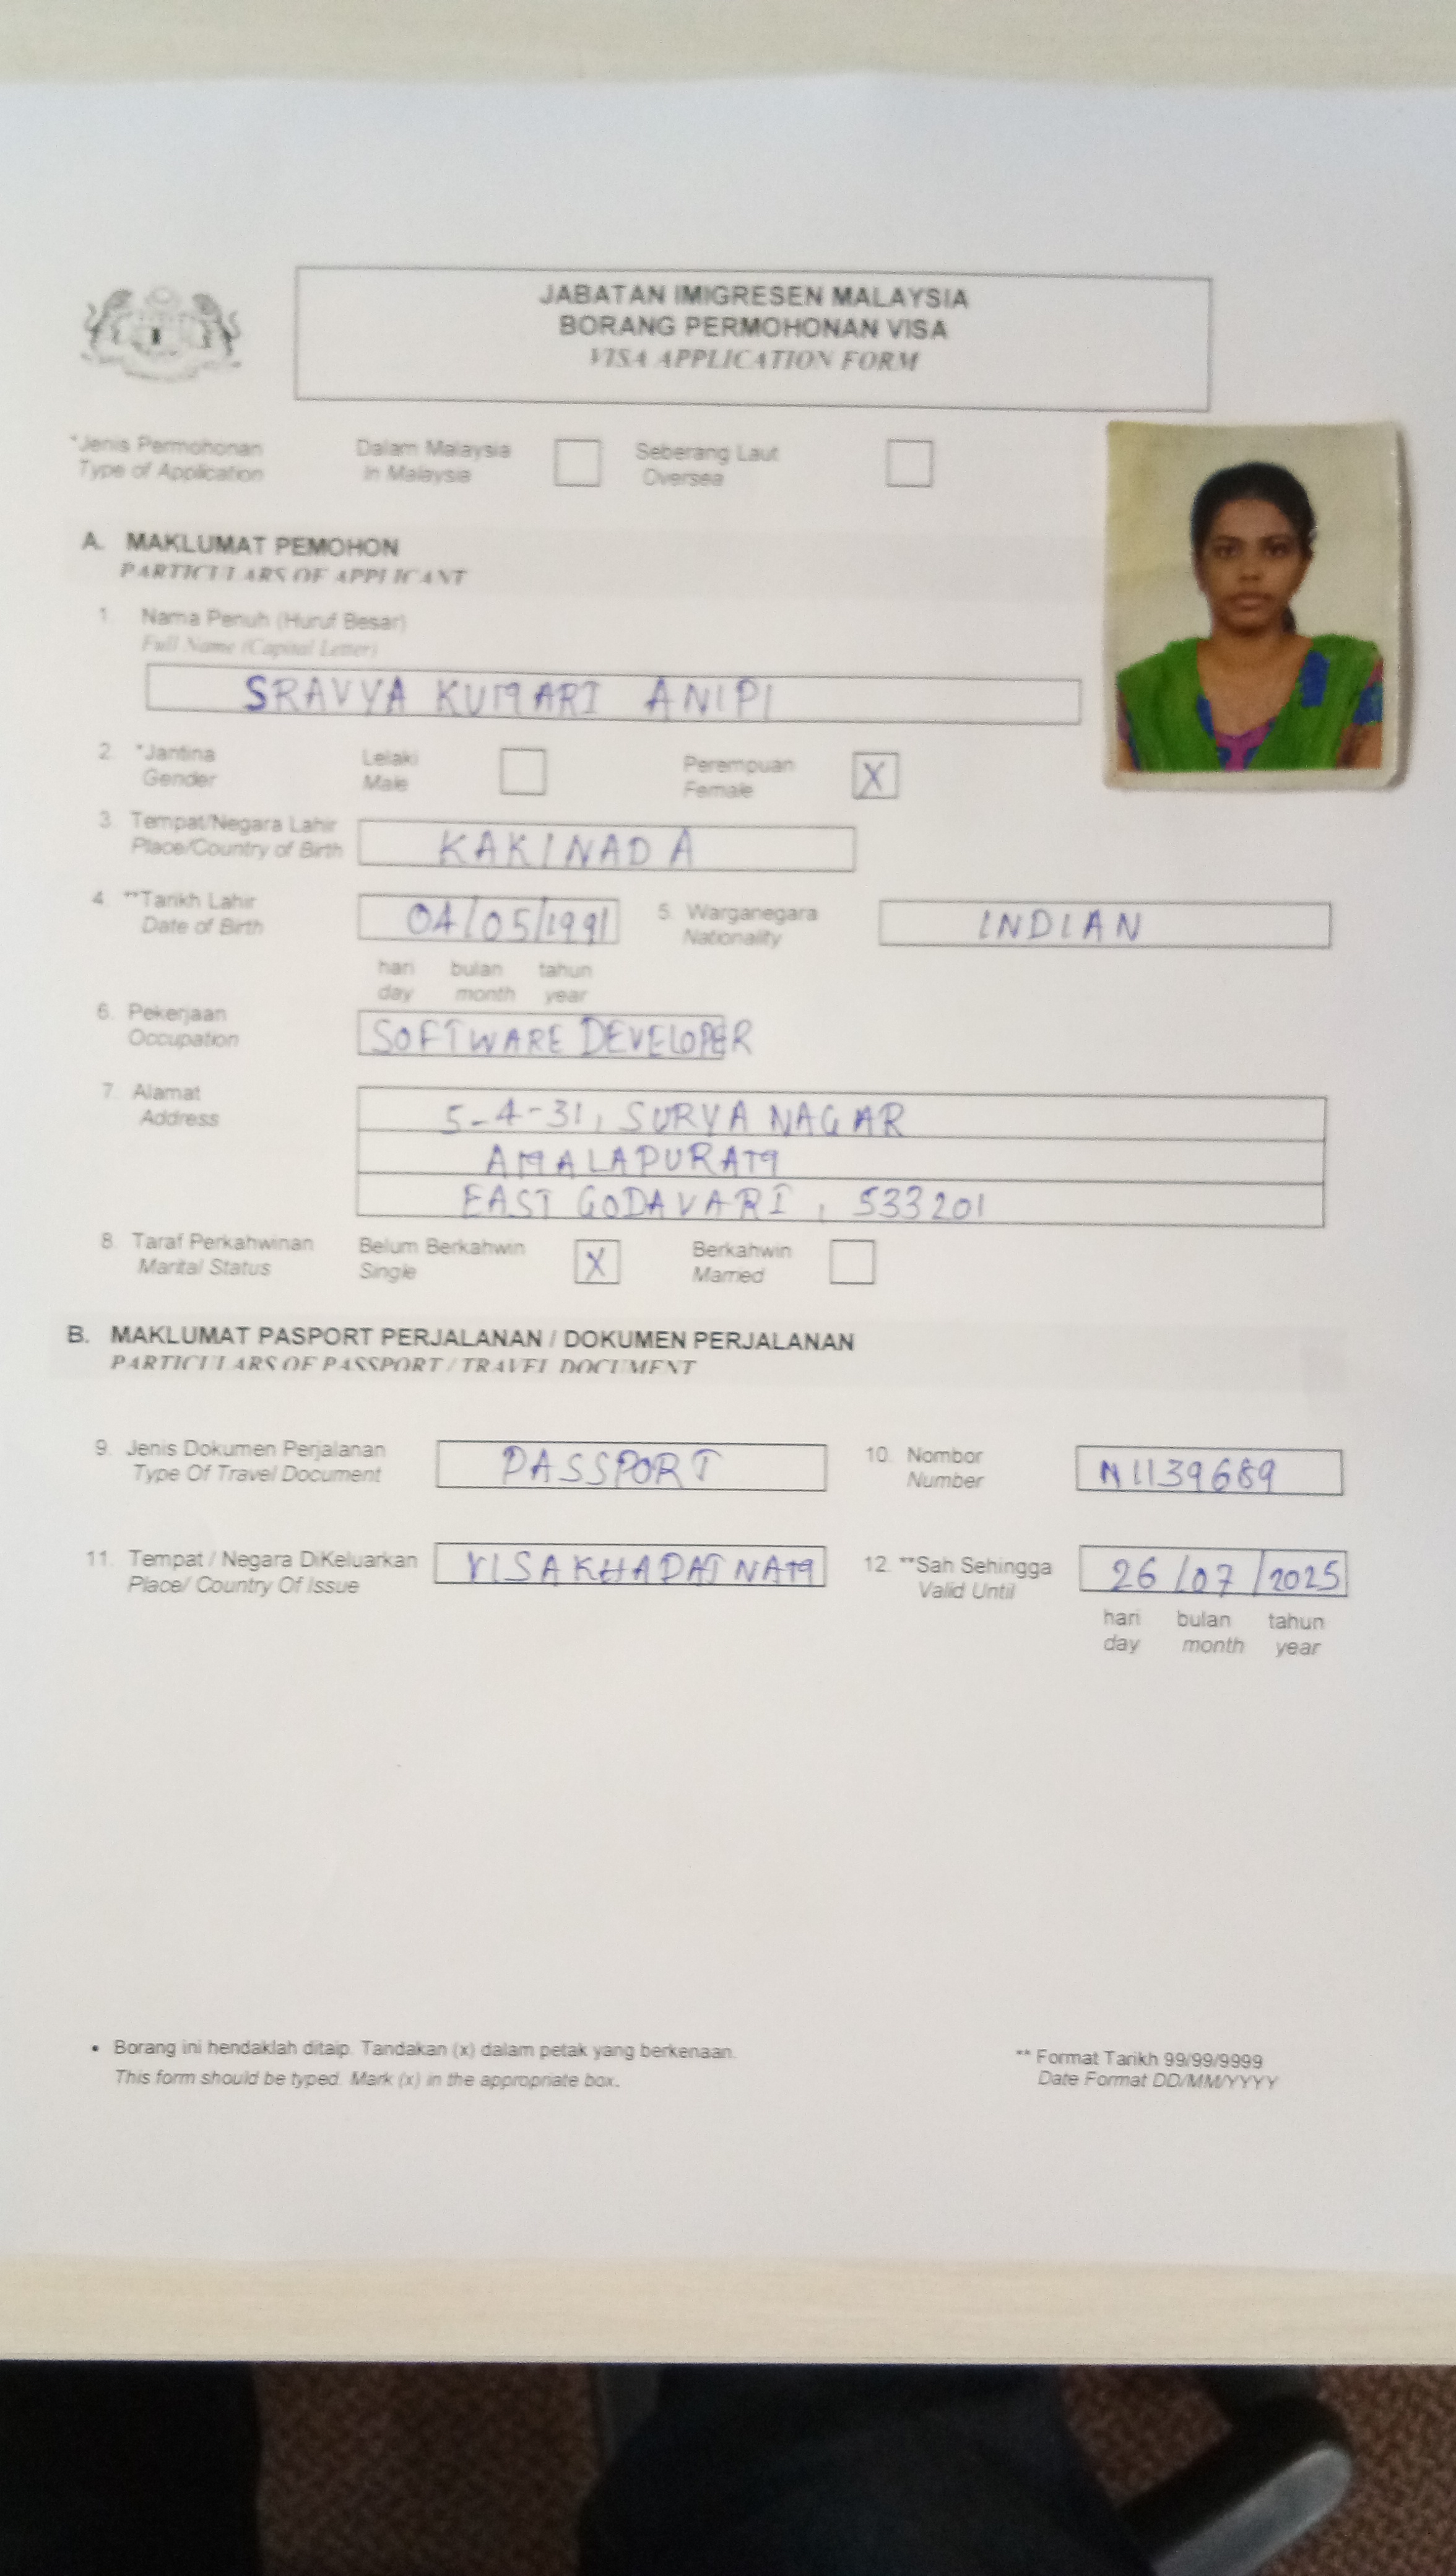 JABATAN IMIGRESEN MALAYSIA
BORANG PERMOHONAN VISA
VISA APPLICATION FORM
*Jenis Permohonan Dalam Malaysia Seberang Laut
Type of Application In Malaysia Oversea
A. MAKLUMAT PEMOHON
PARTICULARS OF APPLICANT
1. Nama Penuh (Huruf Besar)
Full Name (Capital Letter)
SRAVYA KUMARI ANIPI
2. *Jantina Lelaki Perempuan X
Gender Male Female
3. Tempat/Negara Lahir
Place/Country of Birth KAKINADA
4. **Tarikh Lahir 04/05/1991 5. Warganegara INDIAN
Date of Birth Nationality
hari bulan tahun
day month year
6. Pekerjaan
Occupation SOFTWARE DEVELOPER
7. Alamat
Address 5-4-31, SURYA NAGAR
AMALAPURAM
EAST GODAVARI, 533201
8. Taraf Perkahwinan Belum Berkahwin X Berkahwin
Marital Status Single Married
B. MAKLUMAT PASPORT PERJALANAN / DOKUMEN PERJALANAN
PARTICULARS OF PASSPORT / TRAVEL DOCUMENT
9. Jenis Dokumen Perjalanan PASSPORT 10. Nombor N1139689
Type Of Travel Document Number
11. Tempat / Negara DiKeluarkan VISAKHAPATNAM 12. **Sah Sehingga 26/07/2025
Place/ Country Of Issue Valid Until
hari bulan tahun
day month year
• Borang ini hendaklah ditaip. Tandakan (x) dalam petak yang berkenaan. ** Format Tarikh 99/99/9999
This form should be typed. Mark (x) in the appropriate box. Date Format DD/MM/YYYY